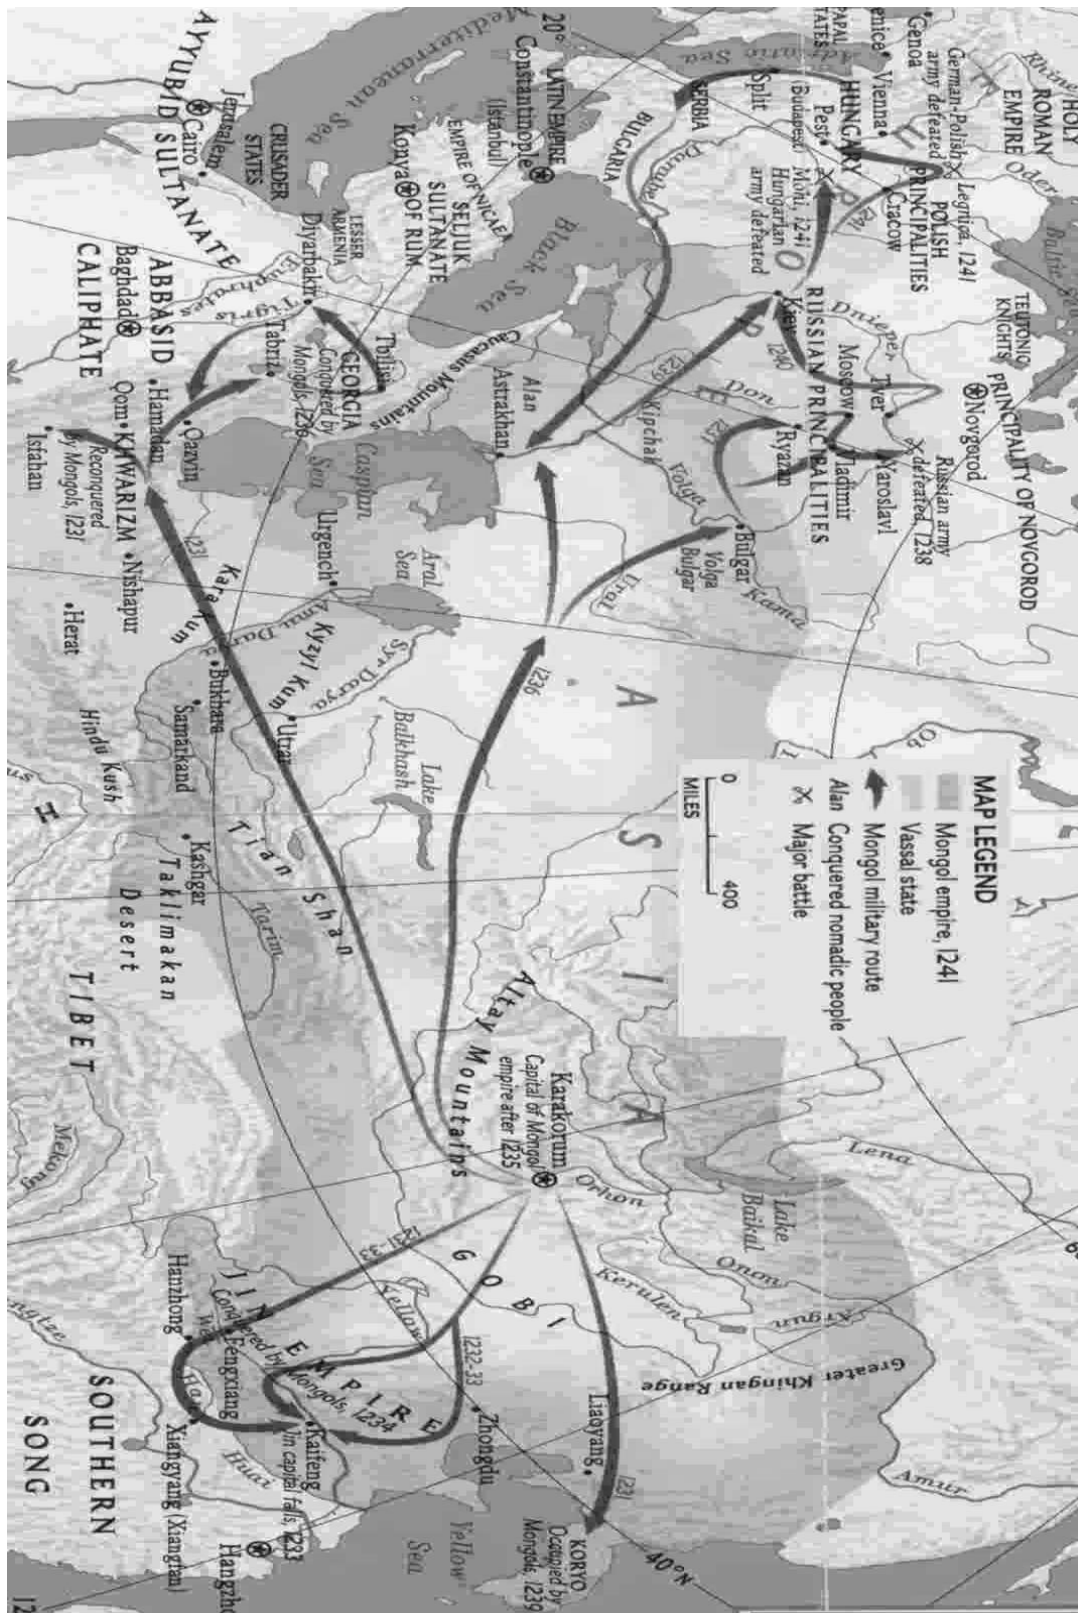 HOLY
ROMAN
EMPIRE
Rhine
Oder
Baltic
TEUTONIC
KNIGHTS
PRINCIPALITY OF NOVGOROD
Novgorod
German-Polish
army defeated
Legnica, 1241
POLISH
PRINCIPALITIES
Cracow
1241
Genoa
Vienna
PAPAL
HUNGARY
Pest
(Budapest)
Mohi, 1241
Hungarian
army defeated
Adriatic Sea
Split
SERBIA
BULGARIA
Danube
Mediterranean
Sea
20°
LATIN EMPIRE
Constantinople
(Istanbul)
EMPIRE OF NICAEA
Konya
SELJUK
SULTANATE
OF RUM
Black
Sea
Kiev
1240
RUSSIAN PRINCIPALITIES
Dnieper
Moscow
Tver
Yaroslavl
Vladimir
Ryazan
Russian army
defeated, 1238
Don
1239
1237
Kipchak
Volga
Bulgar
Volga
Bulgar
Kama
Ural
Alan
Astrakhan
Caucasus Mountains
Tbilisi
GEORGIA
Conquered by
Mongols, 1236
LESSER
ARMENIA
Diyarbakir
CRUSADER
STATES
Jerusalem
Cairo
AYYUBID SULTANATE
Euphrates
Tigris
Tabriz
ABBASID
CALIPHATE
Baghdad
Hamadan
Qazvin
Qom
KHWARIZM
Reconquered
by Mongols, 1231
Isfahan
Caspian
Sea
Urgench
Aral
Sea
Nishapur
Herat
1231
Kara Kum
Amu Darya
Kyzyl Kum
Syr Darya
Bukhara
Samarkand
Utrar
Hindu Kush
Lake
Balkhash
1236
A S I A
Ob
MAP LEGEND
Mongol empire, 1241
Vassal state
Mongol military route
Alan Conquered nomadic people
Major battle
0 400
MILES
Kashgar
Tian Shan
Tarim
Taklimakan
Desert
TIBET
Mekong
Altay Mountains
Karakorum
Capital of Mongol
empire after 1235
Orhon
Lake
Baikal
Lena
Onon
Kerulen
Argun
Greater Khingan Range
Amur
GOBI
Yellow
1231-33
1232-33
JIN EMPIRE
Conquered by
Mongols, 1234
Hanzhong
Fengxiang
Wei
Han
Kaifeng
Jin capital falls, 1233
Huai
Xiangyang (Xiangfan)
Zhongdu
Liaoyang
1231
KORYO
Occupied by
Mongols, 1239
40°N
Yellow
Sea
SOUTHERN
SONG